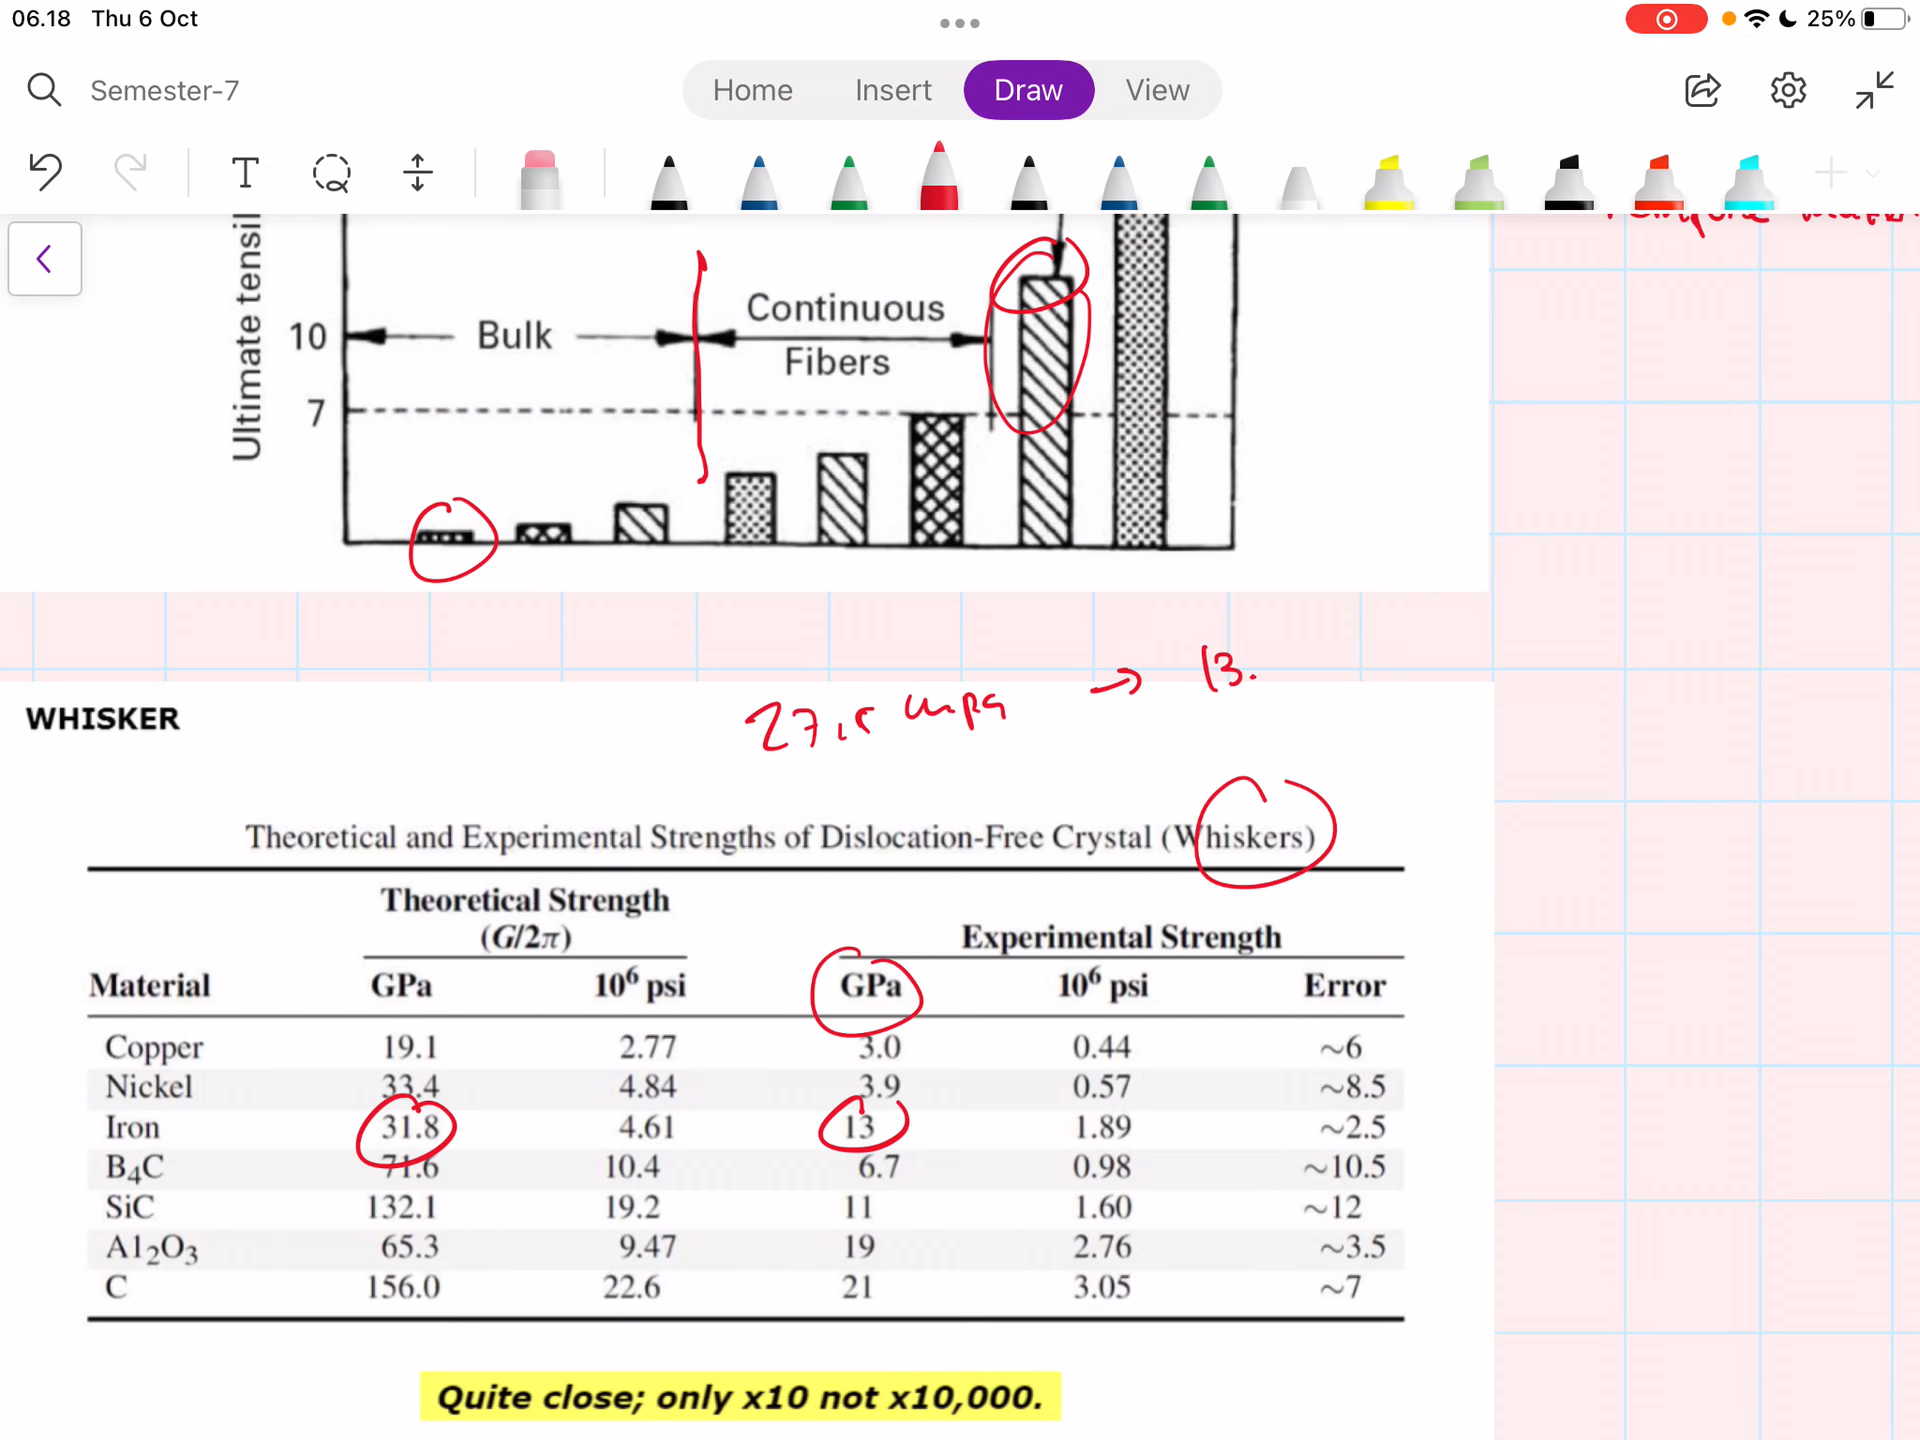 06.18 Thu 6 Oct
25%
Semester-7
Home Insert Draw View
T
Ultimate tensil
10
Bulk
Continuous
Fibers
7
27.5 mpa → 13.
WHISKER
Theoretical and Experimental Strengths of Dislocation-Free Crystal (Whiskers)
Theoretical Strength
(G/2π)
Experimental Strength
Material GPa 10⁶ psi GPa 10⁶ psi Error
Copper 19.1 2.77 3.0 0.44 ~6
Nickel 33.4 4.84 3.9 0.57 ~8.5
Iron 31.8 4.61 13 1.89 ~2.5
B₄C 71.6 10.4 6.7 0.98 ~10.5
SiC 132.1 19.2 11 1.60 ~12
Al₂O₃ 65.3 9.47 19 2.76 ~3.5
C 156.0 22.6 21 3.05 ~7
Quite close; only x10 not x10,000.